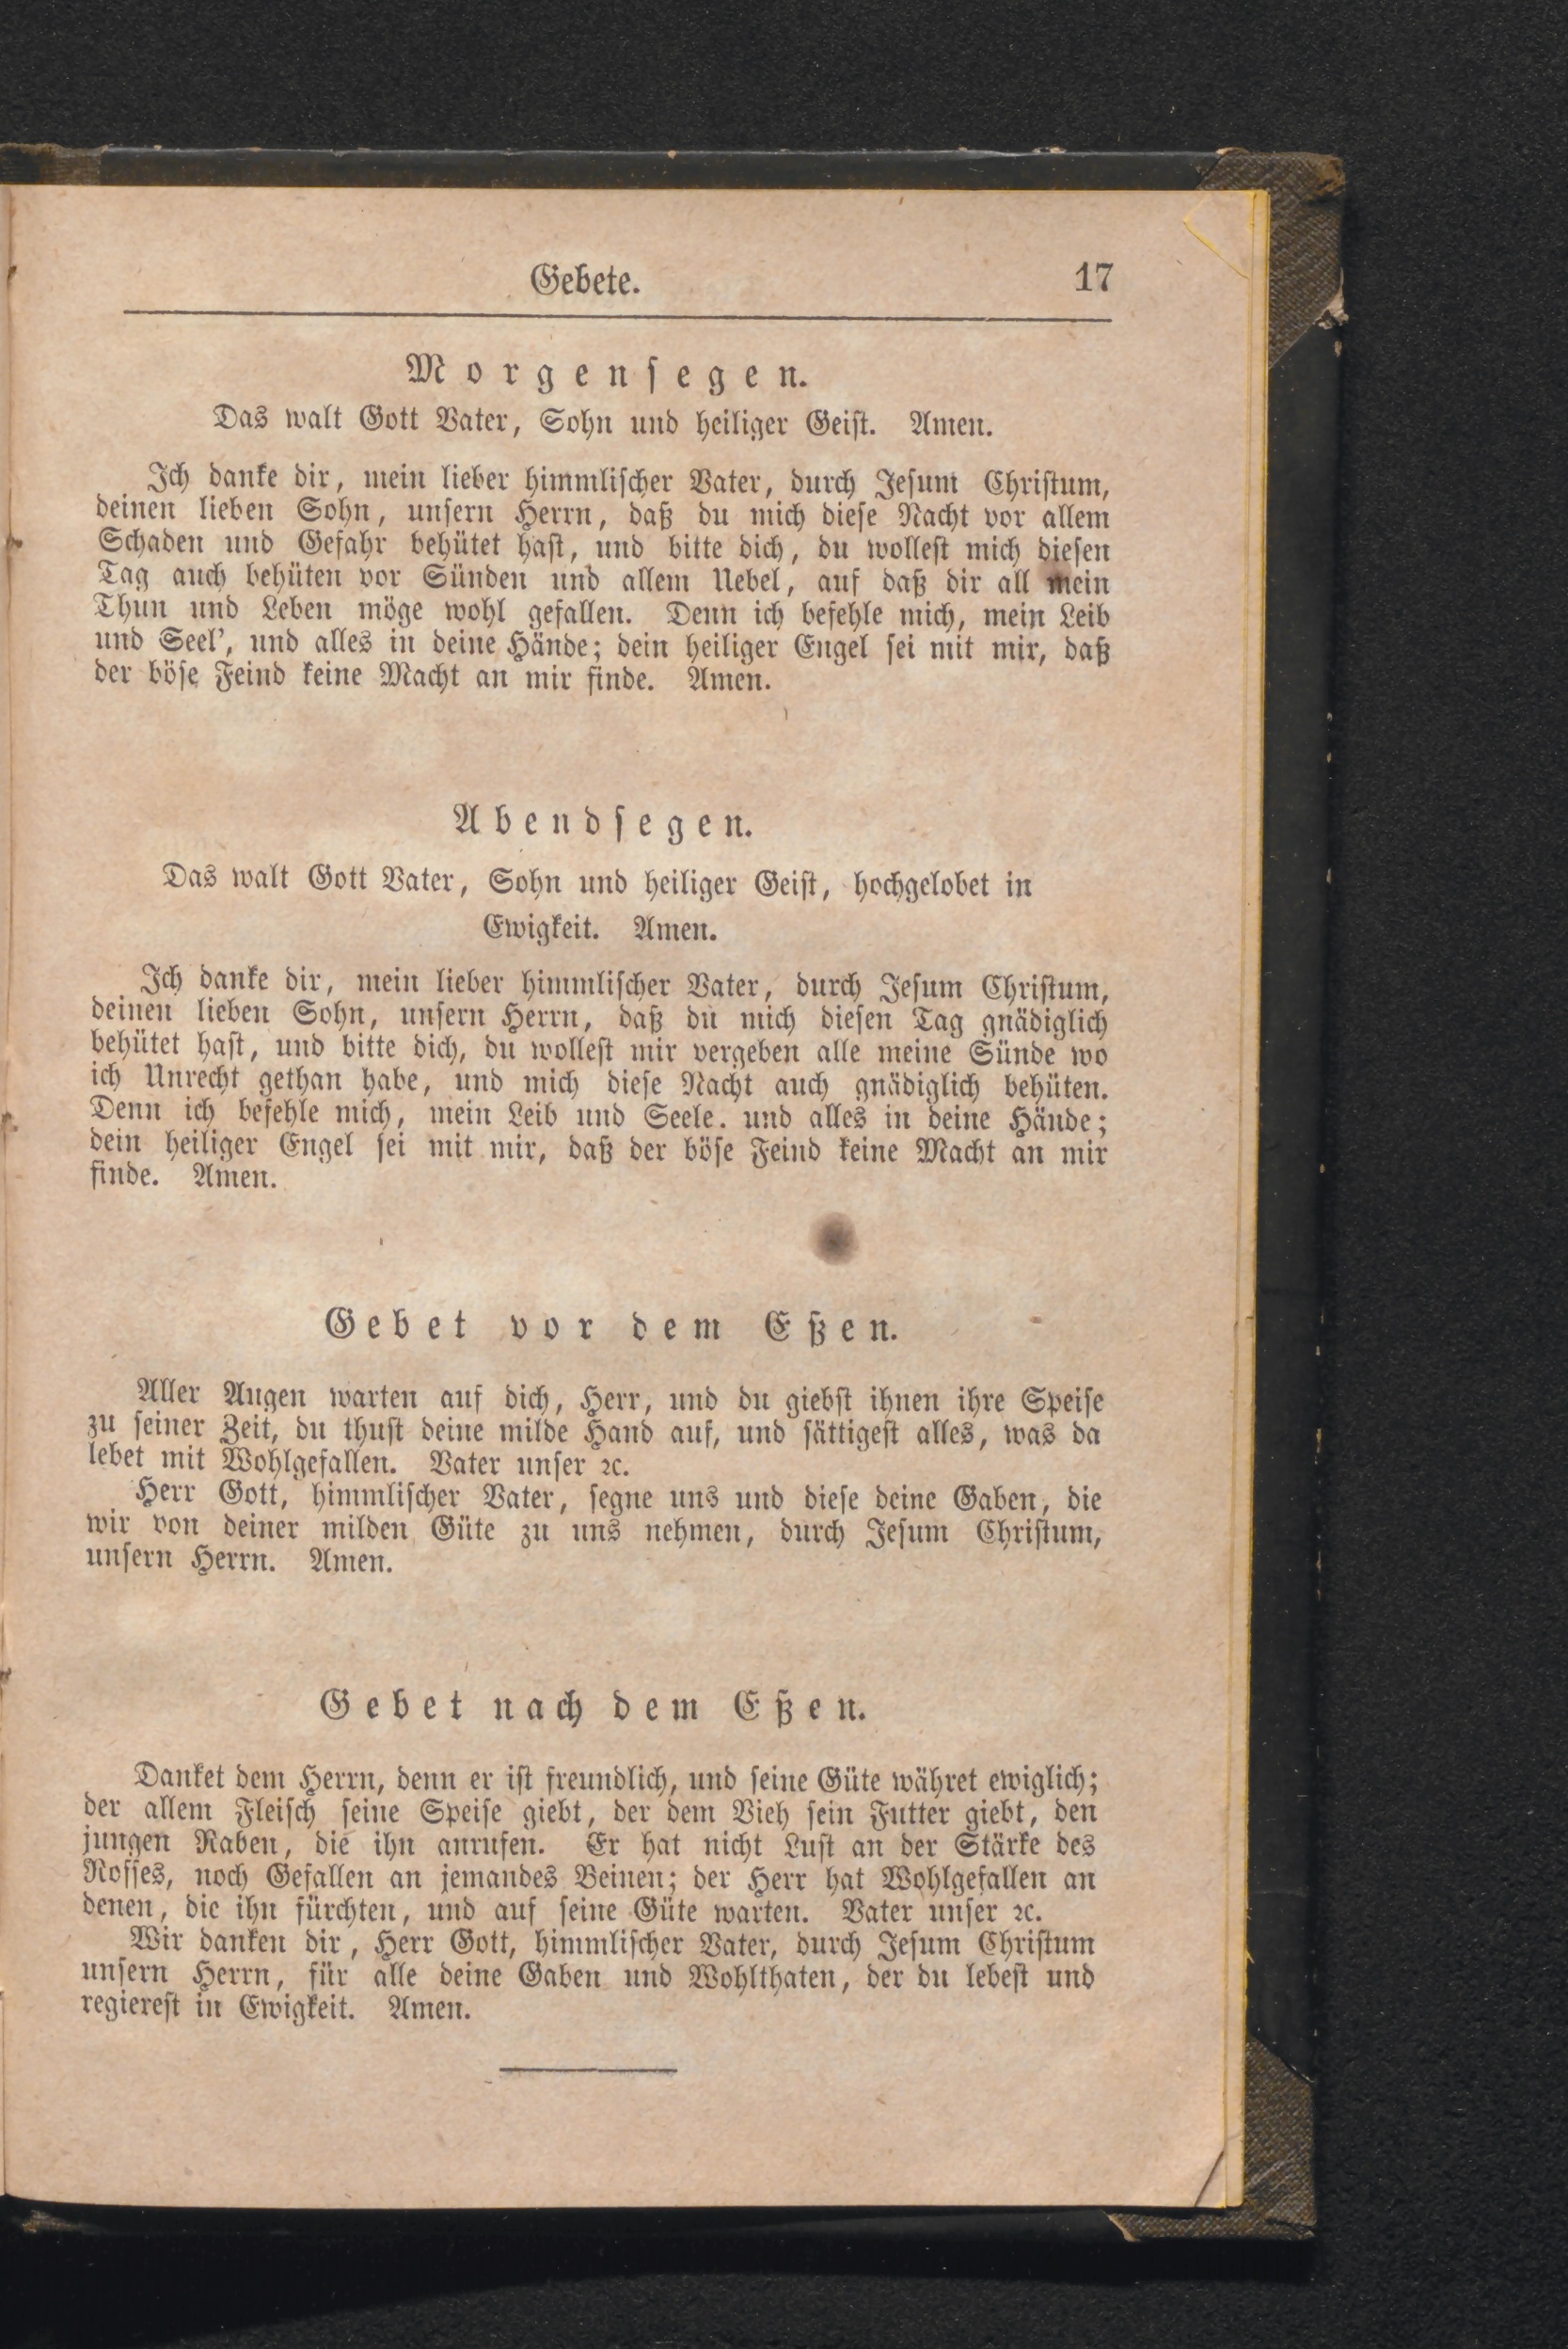 Gebete. 17
Morgensegen.
Das walt Gott Vater, Sohn und heiliger Geist. Amen.
Ich danke dir, mein lieber himmlischer Vater, durch Jesum Christum,
deinen lieben Sohn, unsern Herrn, daß du mich diese Nacht vor allem
Schaden und Gefahr behütet hast, und bitte dich, du wollest mich diesen
Tag auch behüten vor Sünden und allem Uebel, auf daß dir all mein
Thun und Leben möge wohl gefallen. Denn ich befehle mich, mein Leib
und Seel', und alles in deine Hände; dein heiliger Engel sei mit mir, daß
der böse Feind keine Macht an mir finde. Amen.
Abendsegen.
Das walt Gott Vater, Sohn und heiliger Geist, hochgelobet in
Ewigkeit. Amen.
Ich danke dir, mein lieber himmlischer Vater, durch Jesum Christum,
deinen lieben Sohn, unsern Herrn, daß du mich diesen Tag gnädiglich
behütet hast, und bitte dich, du wollest mir vergeben alle meine Sünde wo
ich Unrecht gethan habe, und mich diese Nacht auch gnädiglich behüten.
Denn ich befehle mich, mein Leib und Seele. und alles in deine Hände;
dein heiliger Engel sei mit mir, daß der böse Feind keine Macht an mir
finde. Amen.
Gebet vor dem Eßen.
Aller Augen warten auf dich, Herr, und du giebst ihnen ihre Speise
zu seiner Zeit, du thust deine milde Hand auf, und sättigest alles, was da
lebet mit Wohlgefallen. Vater unser ꝛc.
Herr Gott, himmlischer Vater, segne uns und diese deine Gaben, die
wir von deiner milden Güte zu uns nehmen, durch Jesum Christum,
unsern Herrn. Amen.
Gebet nach dem Eßen.
Danket dem Herrn, denn er ist freundlich, und seine Güte währet ewiglich;
der allem Fleisch seine Speise giebt, der dem Vieh sein Futter giebt, den
jungen Raben, die ihn anrufen. Er hat nicht Lust an der Stärke des
Rosses, noch Gefallen an jemandes Beinen; der Herr hat Wohlgefallen an
denen, die ihn fürchten, und auf seine Güte warten. Vater unser ꝛc.
Wir danken dir, Herr Gott, himmlischer Vater, durch Jesum Christum
unsern Herrn, für alle deine Gaben und Wohlthaten, der du lebest und
regierest in Ewigkeit. Amen.